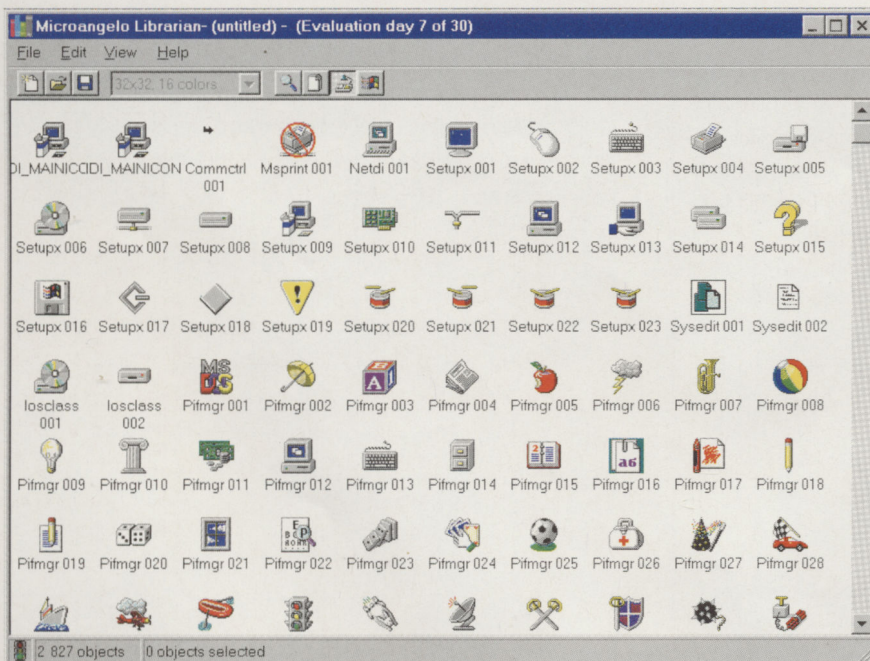 Microangelo Librarian- (untitled) - (Evaluation day 7 of 30)
File Edit View Help
32x32, 16 colors
DI_MAINICO IDI_MAINICON Commctrl 001 Msprint 001 Netdi 001 Setupx 001 Setupx 002 Setupx 003 Setupx 004 Setupx 005
Setupx 006 Setupx 007 Setupx 008 Setupx 009 Setupx 010 Setupx 011 Setupx 012 Setupx 013 Setupx 014 Setupx 015
Setupx 016 Setupx 017 Setupx 018 Setupx 019 Setupx 020 Setupx 021 Setupx 022 Setupx 023 Sysedit 001 Sysedit 002
MS DOS
A
Iosclass 001 Iosclass 002 Pifmgr 001 Pifmgr 002 Pifmgr 003 Pifmgr 004 Pifmgr 005 Pifmgr 006 Pifmgr 007 Pifmgr 008
2
аб
Pifmgr 009 Pifmgr 010 Pifmgr 011 Pifmgr 012 Pifmgr 013 Pifmgr 014 Pifmgr 015 Pifmgr 016 Pifmgr 017 Pifmgr 018
Pifmgr 019 Pifmgr 020 Pifmgr 021 Pifmgr 022 Pifmgr 023 Pifmgr 024 Pifmgr 025 Pifmgr 026 Pifmgr 027 Pifmgr 028
2 827 objects 0 objects selected